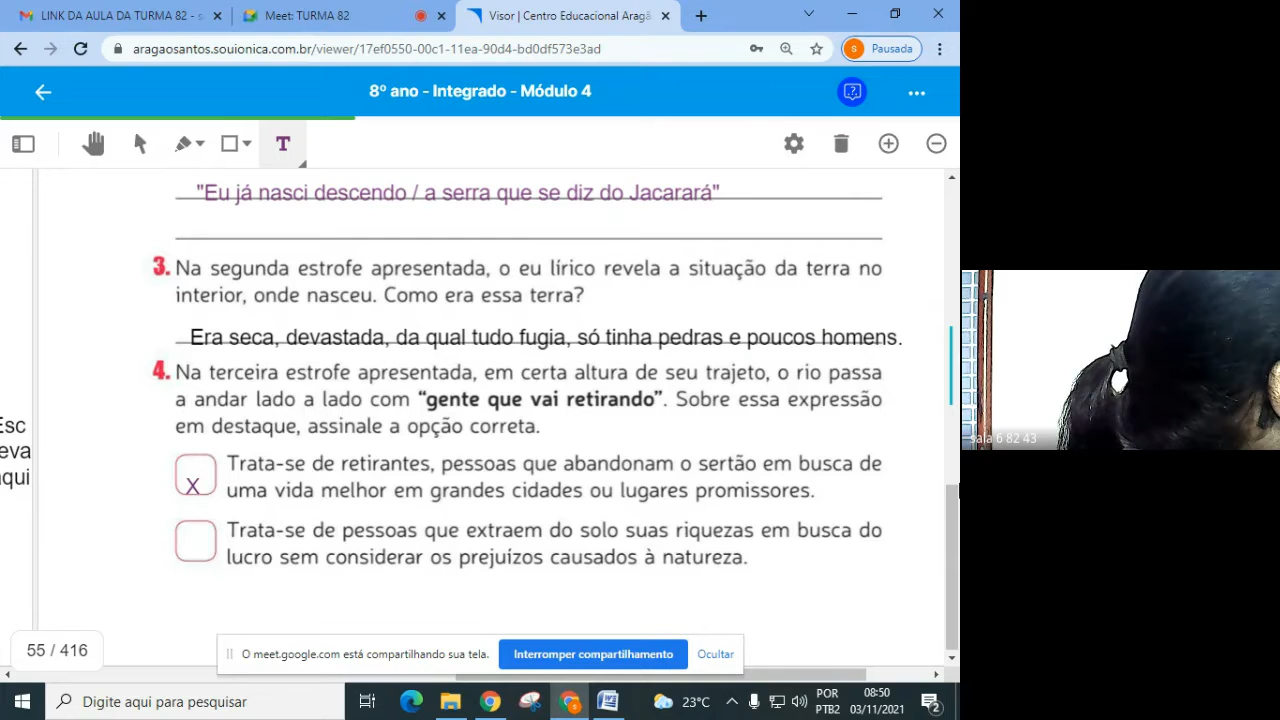 LINK DA AULA DA TURMA 82 - s
Meet: TURMA 82
Visor | Centro Educacional Aragã
aragaosantos.souionica.com.br/viewer/17ef0550-00c1-11ea-90d4-bd0df573e3ad
S Pausada
8º ano - Integrado - Módulo 4
T
"Eu já nasci descendo / a serra que se diz do Jacarará"
3. Na segunda estrofe apresentada, o eu lírico revela a situação da terra no
interior, onde nasceu. Como era essa terra?
Era seca, devastada, da qual tudo fugia, só tinha pedras e poucos homens.
4. Na terceira estrofe apresentada, em certa altura de seu trajeto, o rio passa
a andar lado a lado com “gente que vai retirando”. Sobre essa expressão
em destaque, assinale a opção correta.
X Trata-se de retirantes, pessoas que abandonam o sertão em busca de
uma vida melhor em grandes cidades ou lugares promissores.
Trata-se de pessoas que extraem do solo suas riquezas em busca do
lucro sem considerar os prejuízos causados à natureza.
Esc
eva
aqui
sala 6 82 43
55 / 416
O meet.google.com está compartilhando sua tela.
Interromper compartilhamento
Ocultar
Digite aqui para pesquisar
23°C
POR
PTB2
08:50
03/11/2021
2